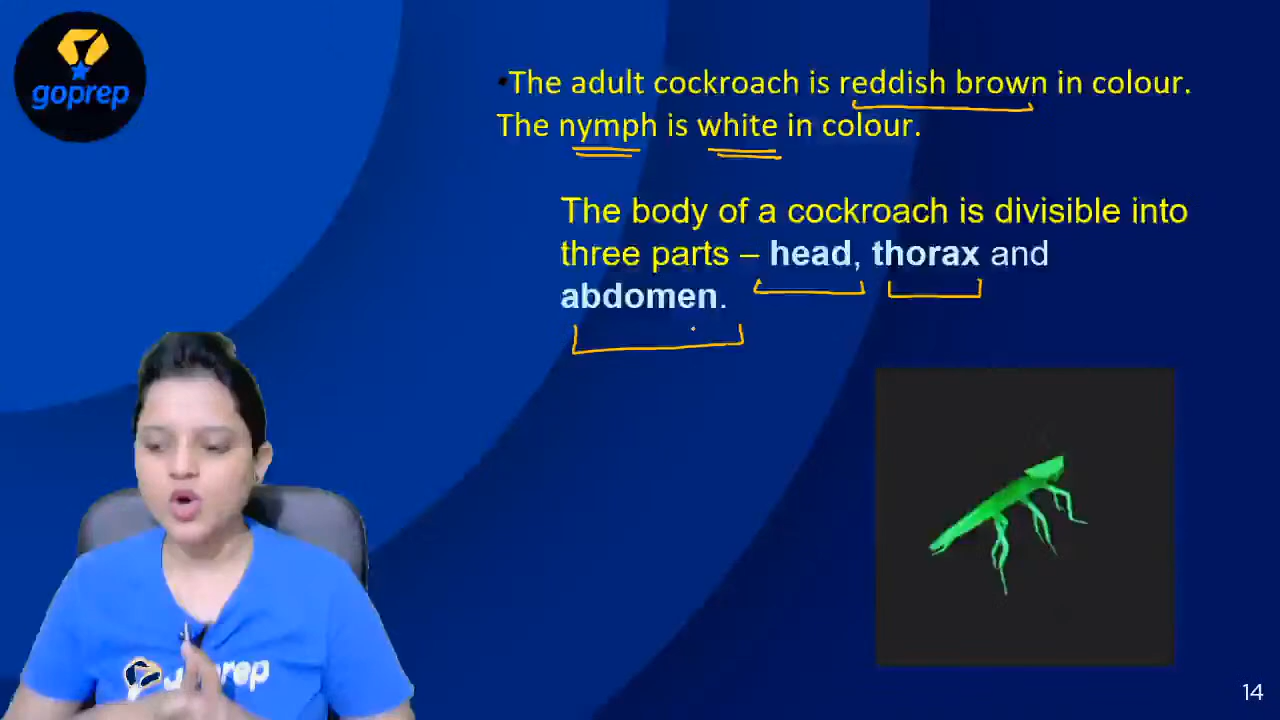 goprep
•The adult cockroach is reddish brown in colour.
The nymph is white in colour.
The body of a cockroach is divisible into
three parts – head, thorax and
abdomen.
14